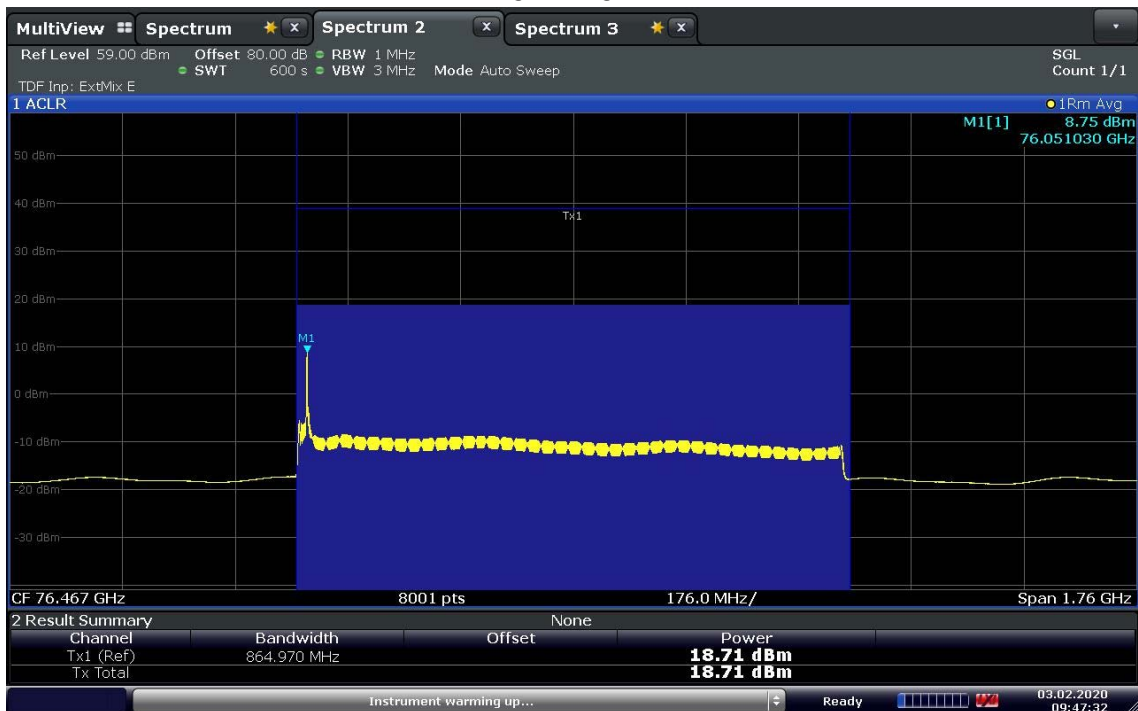 MultiView Spectrum X Spectrum 2 X Spectrum 3 X
Ref Level 59.00 dBm Offset 80.00 dB RBW 1 MHz SGL
SWT 600 s VBW 3 MHz Mode Auto Sweep Count 1/1
TDF Inp: ExtMix E
1 ACLR 1Rm Avg
M1[1] 8.75 dBm
76.051030 GHz
50 dBm
40 dBm
Tx1
30 dBm
20 dBm
M1
10 dBm
0 dBm
-10 dBm
-20 dBm
-30 dBm
CF 76.467 GHz 8001 pts 176.0 MHz/ Span 1.76 GHz
2 Result Summary None
Channel Bandwidth Offset Power
Tx1 (Ref) 864.970 MHz 18.71 dBm
Tx Total 18.71 dBm
Instrument warming up... Ready 03.02.2020
09:47:32